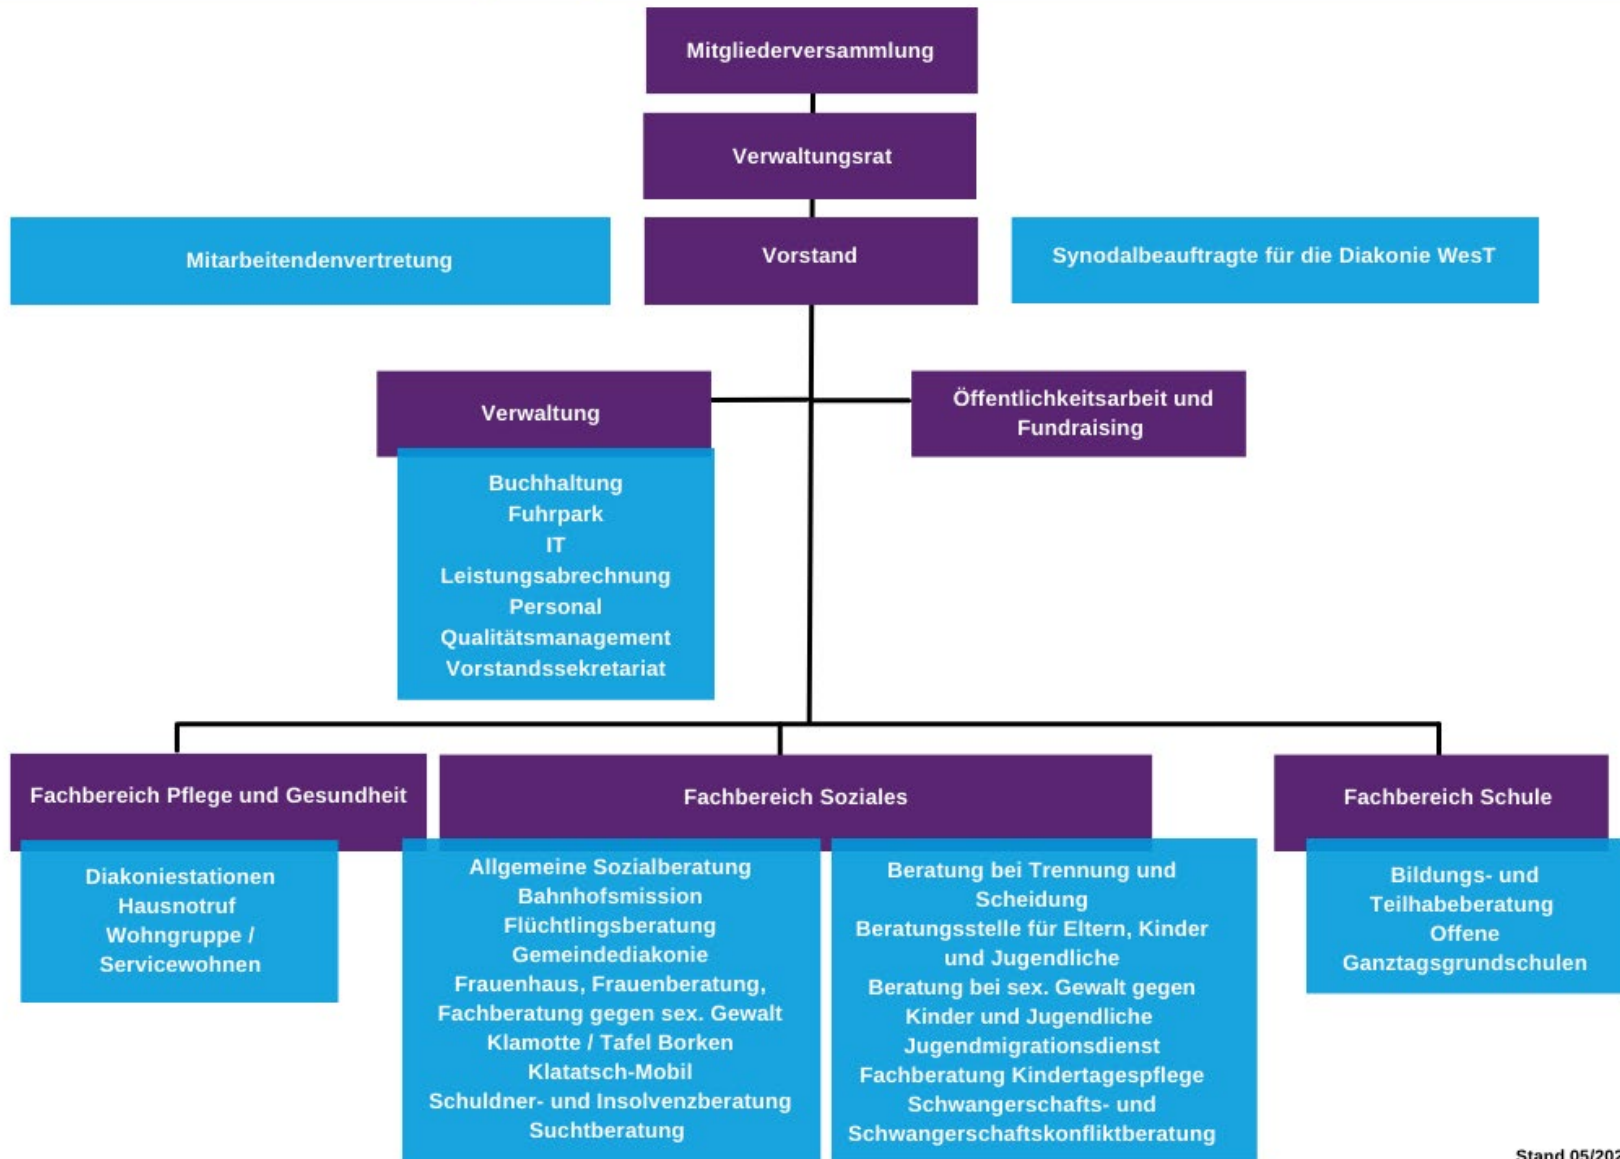 Mitgliederversammlung
Verwaltungsrat
Mitarbeitendenvertretung
Vorstand
Synodalbeauftragte für die Diakonie WesT
Verwaltung
Öffentlichkeitsarbeit und
Fundraising
Buchhaltung
Fuhrpark
IT
Leistungsabrechnung
Personal
Qualitätsmanagement
Vorstandssekretariat
Fachbereich Pflege und Gesundheit
Diakoniestationen
Hausnotruf
Wohngruppe /
Servicewohnen
Fachbereich Soziales
Allgemeine Sozialberatung
Bahnhofsmission
Flüchtlingsberatung
Gemeindediakonie
Frauenhaus, Frauenberatung,
Fachberatung gegen sex. Gewalt
Klamotte / Tafel Borken
Klatatsch-Mobil
Schuldner- und Insolvenzberatung
Suchtberatung
Beratung bei Trennung und
Scheidung
Beratungsstelle für Eltern, Kinder
und Jugendliche
Beratung bei sex. Gewalt gegen
Kinder und Jugendliche
Jugendmigrationsdienst
Fachberatung Kindertagespflege
Schwangerschafts- und
Schwangerschaftskonfliktberatung
Fachbereich Schule
Bildungs- und
Teilhabeberatung
Offene
Ganztagsgrundschulen
Stand 05/202